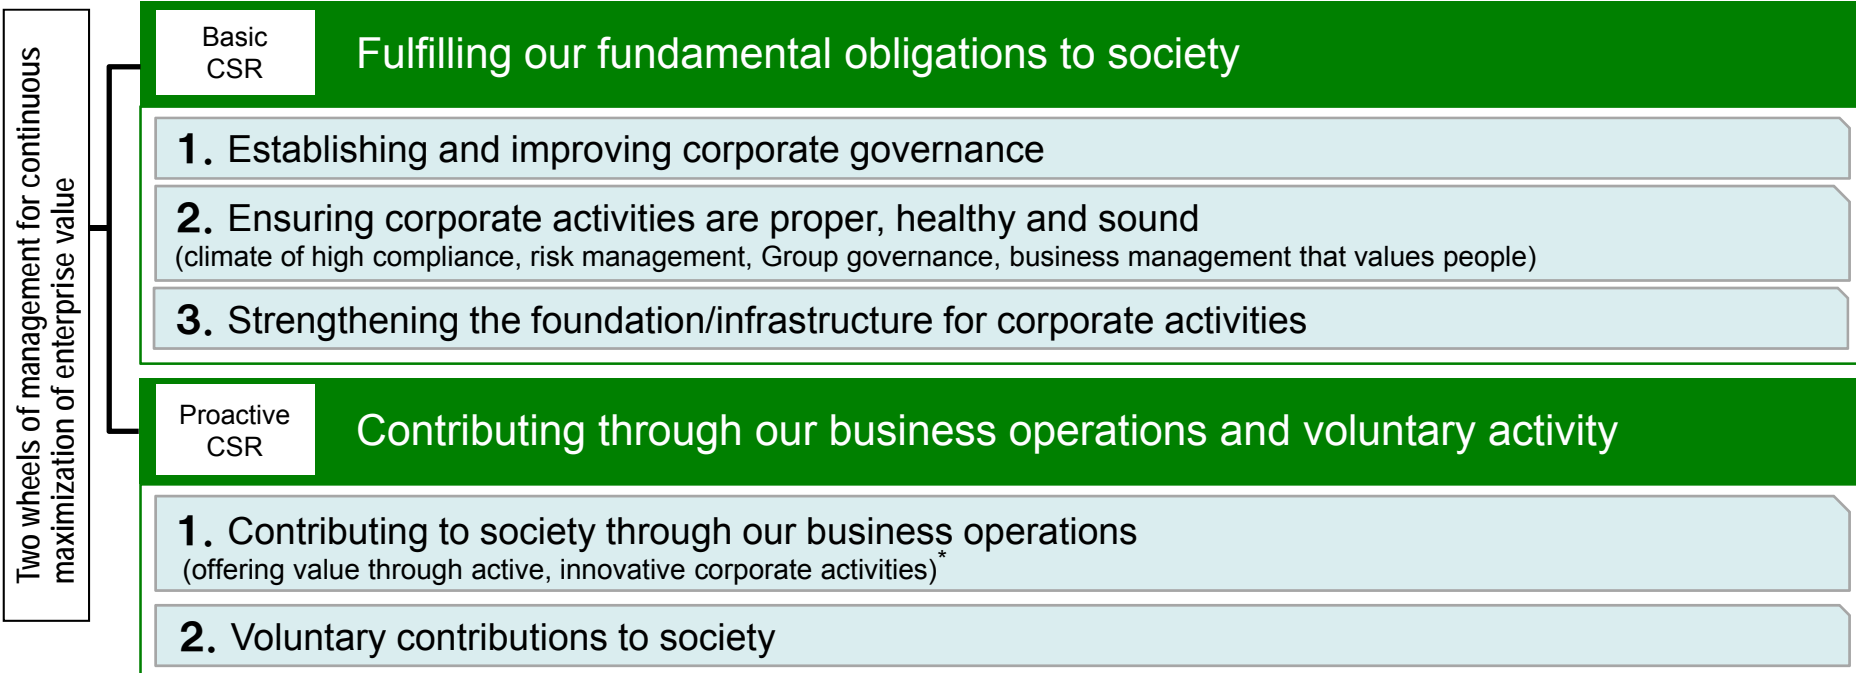 Two wheels of management for continuous
maximization of enterprise value
Basic
CSR
Fulfilling our fundamental obligations to society
1. Establishing and improving corporate governance
2. Ensuring corporate activities are proper, healthy and sound
(climate of high compliance, risk management, Group governance, business management that values people)
3. Strengthening the foundation/infrastructure for corporate activities
Proactive
CSR
Contributing through our business operations and voluntary activity
1. Contributing to society through our business operations
(offering value through active, innovative corporate activities)*
2. Voluntary contributions to society